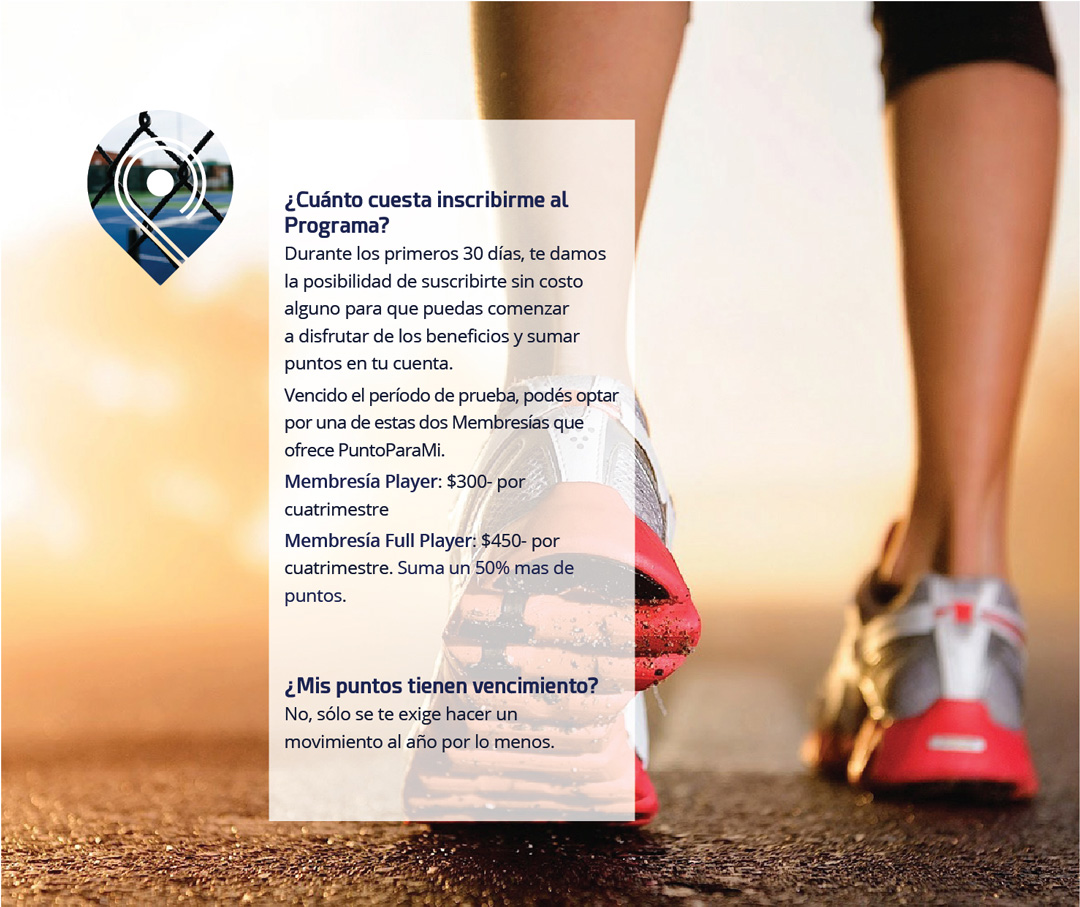 ¿Cuánto cuesta inscribirme al
Programa?
Durante los primeros 30 días, te damos
la posibilidad de suscribirte sin costo
alguno para que puedas comenzar
a disfrutar de los beneficios y sumar
puntos en tu cuenta.
Vencido el período de prueba, podés optar
por una de estas dos Membresías que
ofrece PuntoParaMi.
Membresía Player: $300- por
cuatrimestre
Membresía Full Player: $450- por
cuatrimestre. Suma un 50% mas de
puntos.
¿Mis puntos tienen vencimiento?
No, sólo se te exige hacer un
movimiento al año por lo menos.